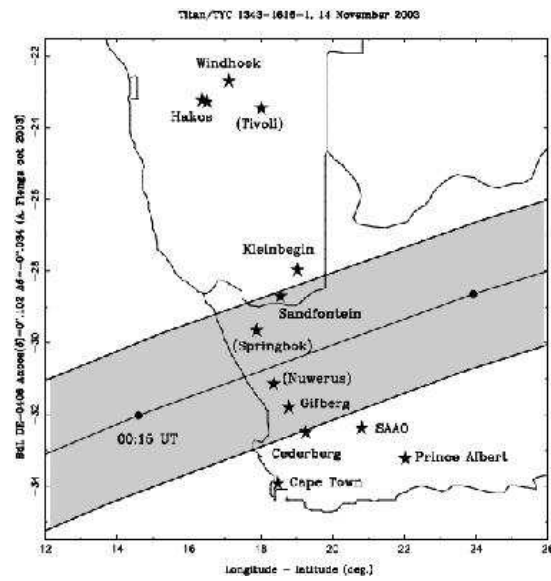 Titan/TYC 1343-1615-1, 14 November 2003
-22
-24
-26
-28
-30
-32
-34
Windhoek
Hakos
(Tivoli)
Kleinbegin
Sandfontein
(Springbok)
(Nuwerus)
Gifberg
00:15 UT
Cederberg
SAAO
Prince Albert
Cape Town
12
14
16
18
20
22
24
26
Longitude - latitude (deg.)